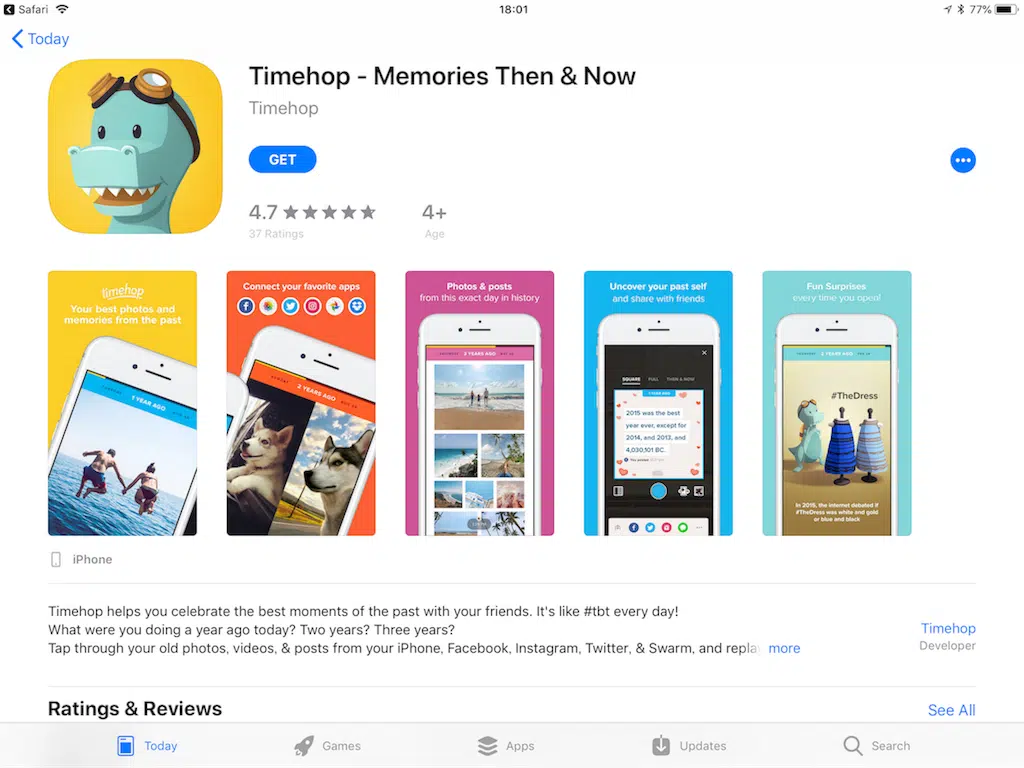 Safari
18:01
77%
Today
Timehop - Memories Then & Now
Timehop
GET
4.7
4+
37 Ratings
Age
timehop
Your best photos and
memories from the past
1 YEAR AGO
Connect your favorite apps
2 YEARS AGO
Photos & posts
from this exact day in history
2 YEARS AGO
Uncover your past self
and share with friends
SQUARE FULL THEN & NOW
2015 was the best
year ever, except for
2014, and 2013, and
4,030,101 BC.
Fun Surprises
every time you open!
2 YEARS AGO
#TheDress
In 2015, the internet debated if
#TheDress was white and gold
or blue and black
iPhone
Timehop helps you celebrate the best moments of the past with your friends. It's like #tbt every day!
What were you doing a year ago today? Two years? Three years?
Tap through your old photos, videos, & posts from your iPhone, Facebook, Instagram, Twitter, & Swarm, and repla more
Timehop
Developer
Ratings & Reviews
See All
Today
Games
Apps
Updates
Search